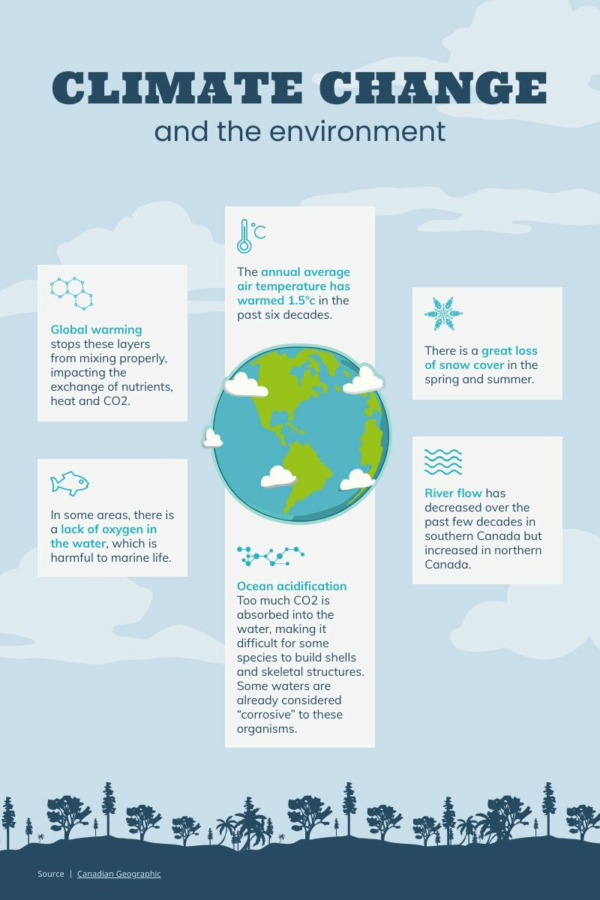 CLIMATE CHANGE
and the environment
°C
The annual average
air temperature has
warmed 1.5°c in the
past six decades.
Global warming
stops these layers
from mixing properly,
impacting the
exchange of nutrients,
heat and CO2.
There is a great loss
of snow cover in the
spring and summer.
In some areas, there is
a lack of oxygen in
the water, which is
harmful to marine life.
River flow has
decreased over the
past few decades in
southern Canada but
increased in northern
Canada.
Ocean acidification
Too much CO2 is
absorbed into the
water, making it
difficult for some
species to build shells
and skeletal structures.
Some waters are
already considered
“corrosive” to these
organisms.
Source | Canadian Geographic